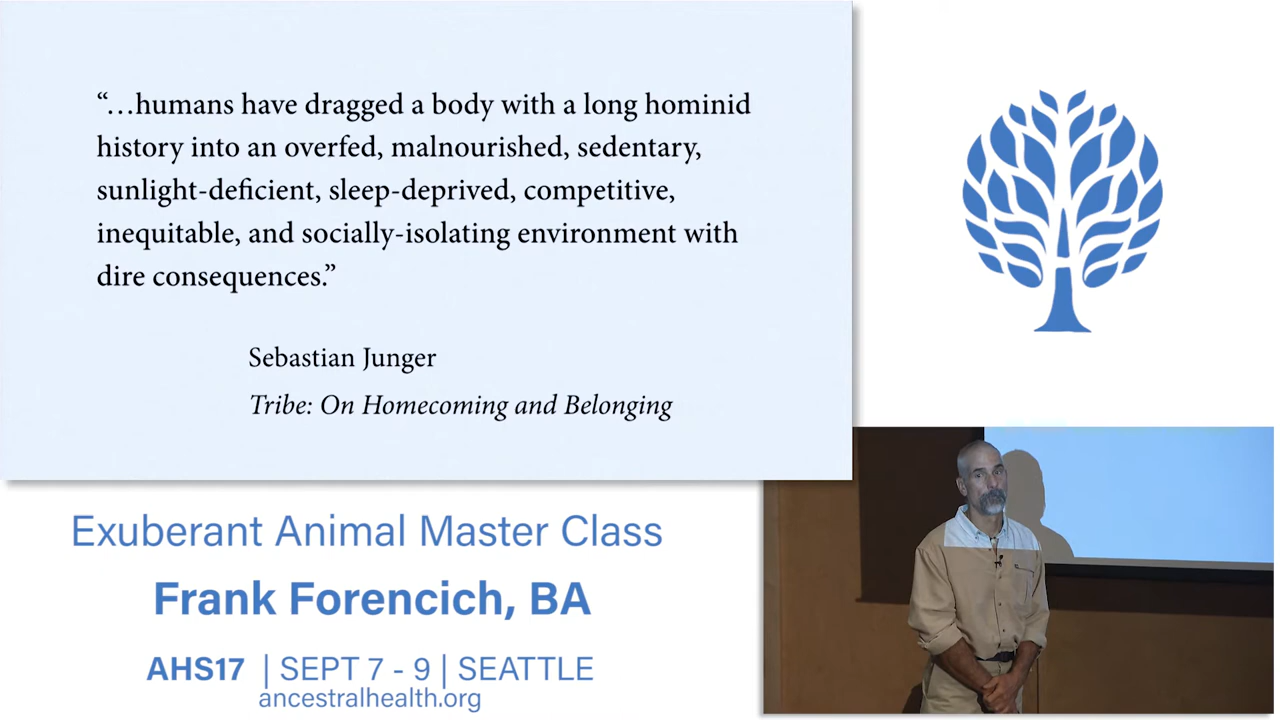 “…humans have dragged a body with a long hominid
history into an overfed, malnourished, sedentary,
sunlight-deficient, sleep-deprived, competitive,
inequitable, and socially-isolating environment with
dire consequences.”
Sebastian Junger
Tribe: On Homecoming and Belonging
Exuberant Animal Master Class
Frank Forencich, BA
AHS17 | SEPT 7 - 9 | SEATTLE
ancestralhealth.org